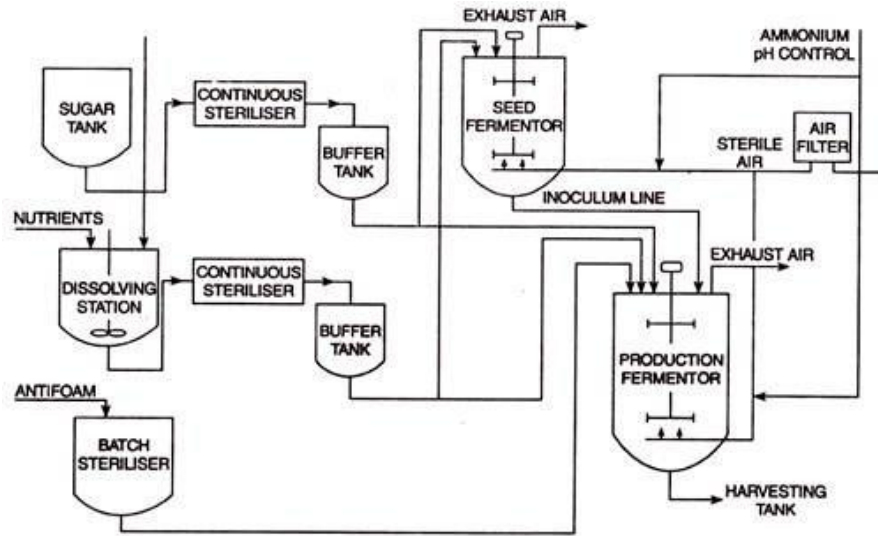 EXHAUST AIR
AMMONIUM
pH CONTROL
SUGAR
TANK
CONTINUOUS
STERILISER
SEED
FERMENTOR
AIR
FILTER
BUFFER
TANK
STERILE
AIR
INOCULUM LINE
NUTRIENTS
EXHAUST AIR
DISSOLVING
STATION
CONTINUOUS
STERILISER
BUFFER
TANK
PRODUCTION
FERMENTOR
ANTIFOAM
BATCH
STERILISER
HARVESTING
TANK